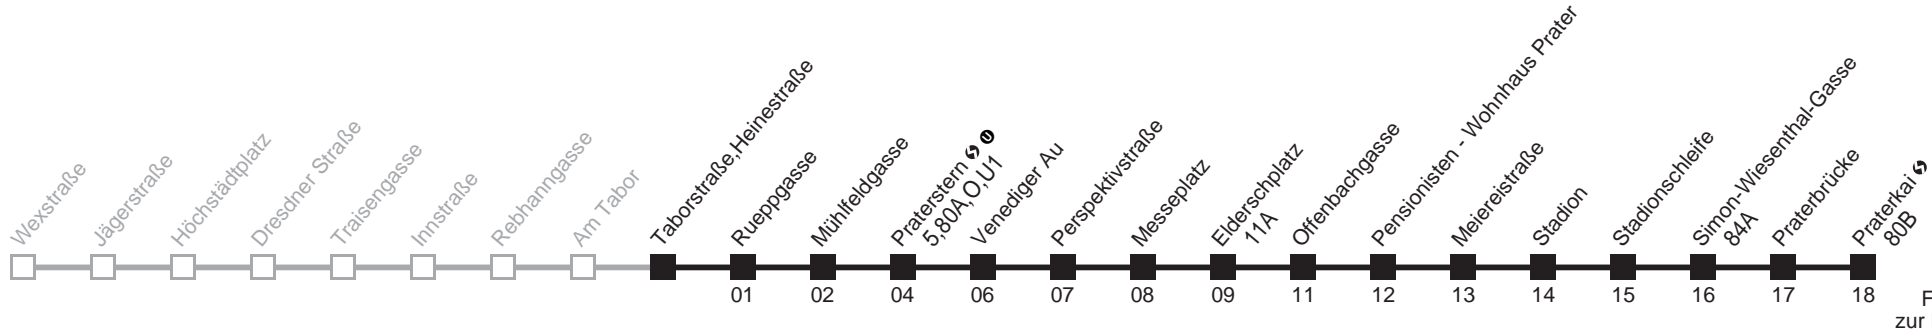 Wexstraße
Jägerstraße
Höchstädtplatz
Dresdner Straße
Traisengasse
Innstraße
Rebhanngasse
Am Tabor
Taborstraße,Heinestraße
Rueppgasse
Mühlfeldgasse
Praterstern S U
5,80A,O,U1
Venediger Au
Perspektivstraße
Messeplatz
Elderschplatz
11A
Offenbachgasse
Pensionisten - Wohnhaus Prater
Meiereistraße
Stadion
Stadionschleife
Simon-Wiesenthal-Gasse
84A
Praterbrücke
Praterkai S
80B
01 02 04 06 07 08 09 11 12 13 14 15 16 17 18
F
zur